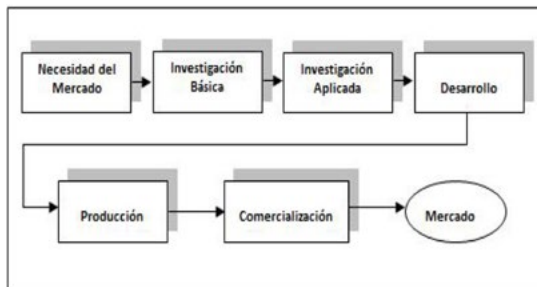 Necesidad del
Mercado
Investigación
Básica
Investigación
Aplicada
Desarrollo
Producción
Comercialización
Mercado